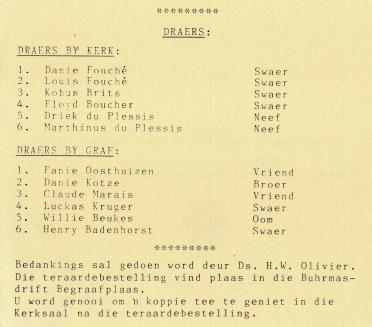 *********
DRAERS:
DRAERS BY KERK:
1. Danie Fouché Swaer
2. Louis Fouché Swaer
3. Kobus Brits Swaer
4. Floyd Boucher Swaer
5. Driek du Plessis Neef
6. Marthinus du Plessis Neef
DRAERS BY GRAF:
1. Fanie Oosthuizen Vriend
2. Danie Kotze Broer
3. Claude Marais Vriend
4. Luckas Kruger Swaer
5. Willie Beukes Oom
6. Henry Badenhorst Swaer
*********
Bedankings sal gedoen word deur Ds. H.W. Olivier.
Die teraardebestelling vind plaas in die Buhrmas-
drift Begraafplaas.
U word genooi om 'n koppie tee te geniet in die
Kerksaal na die teraardebestelling.